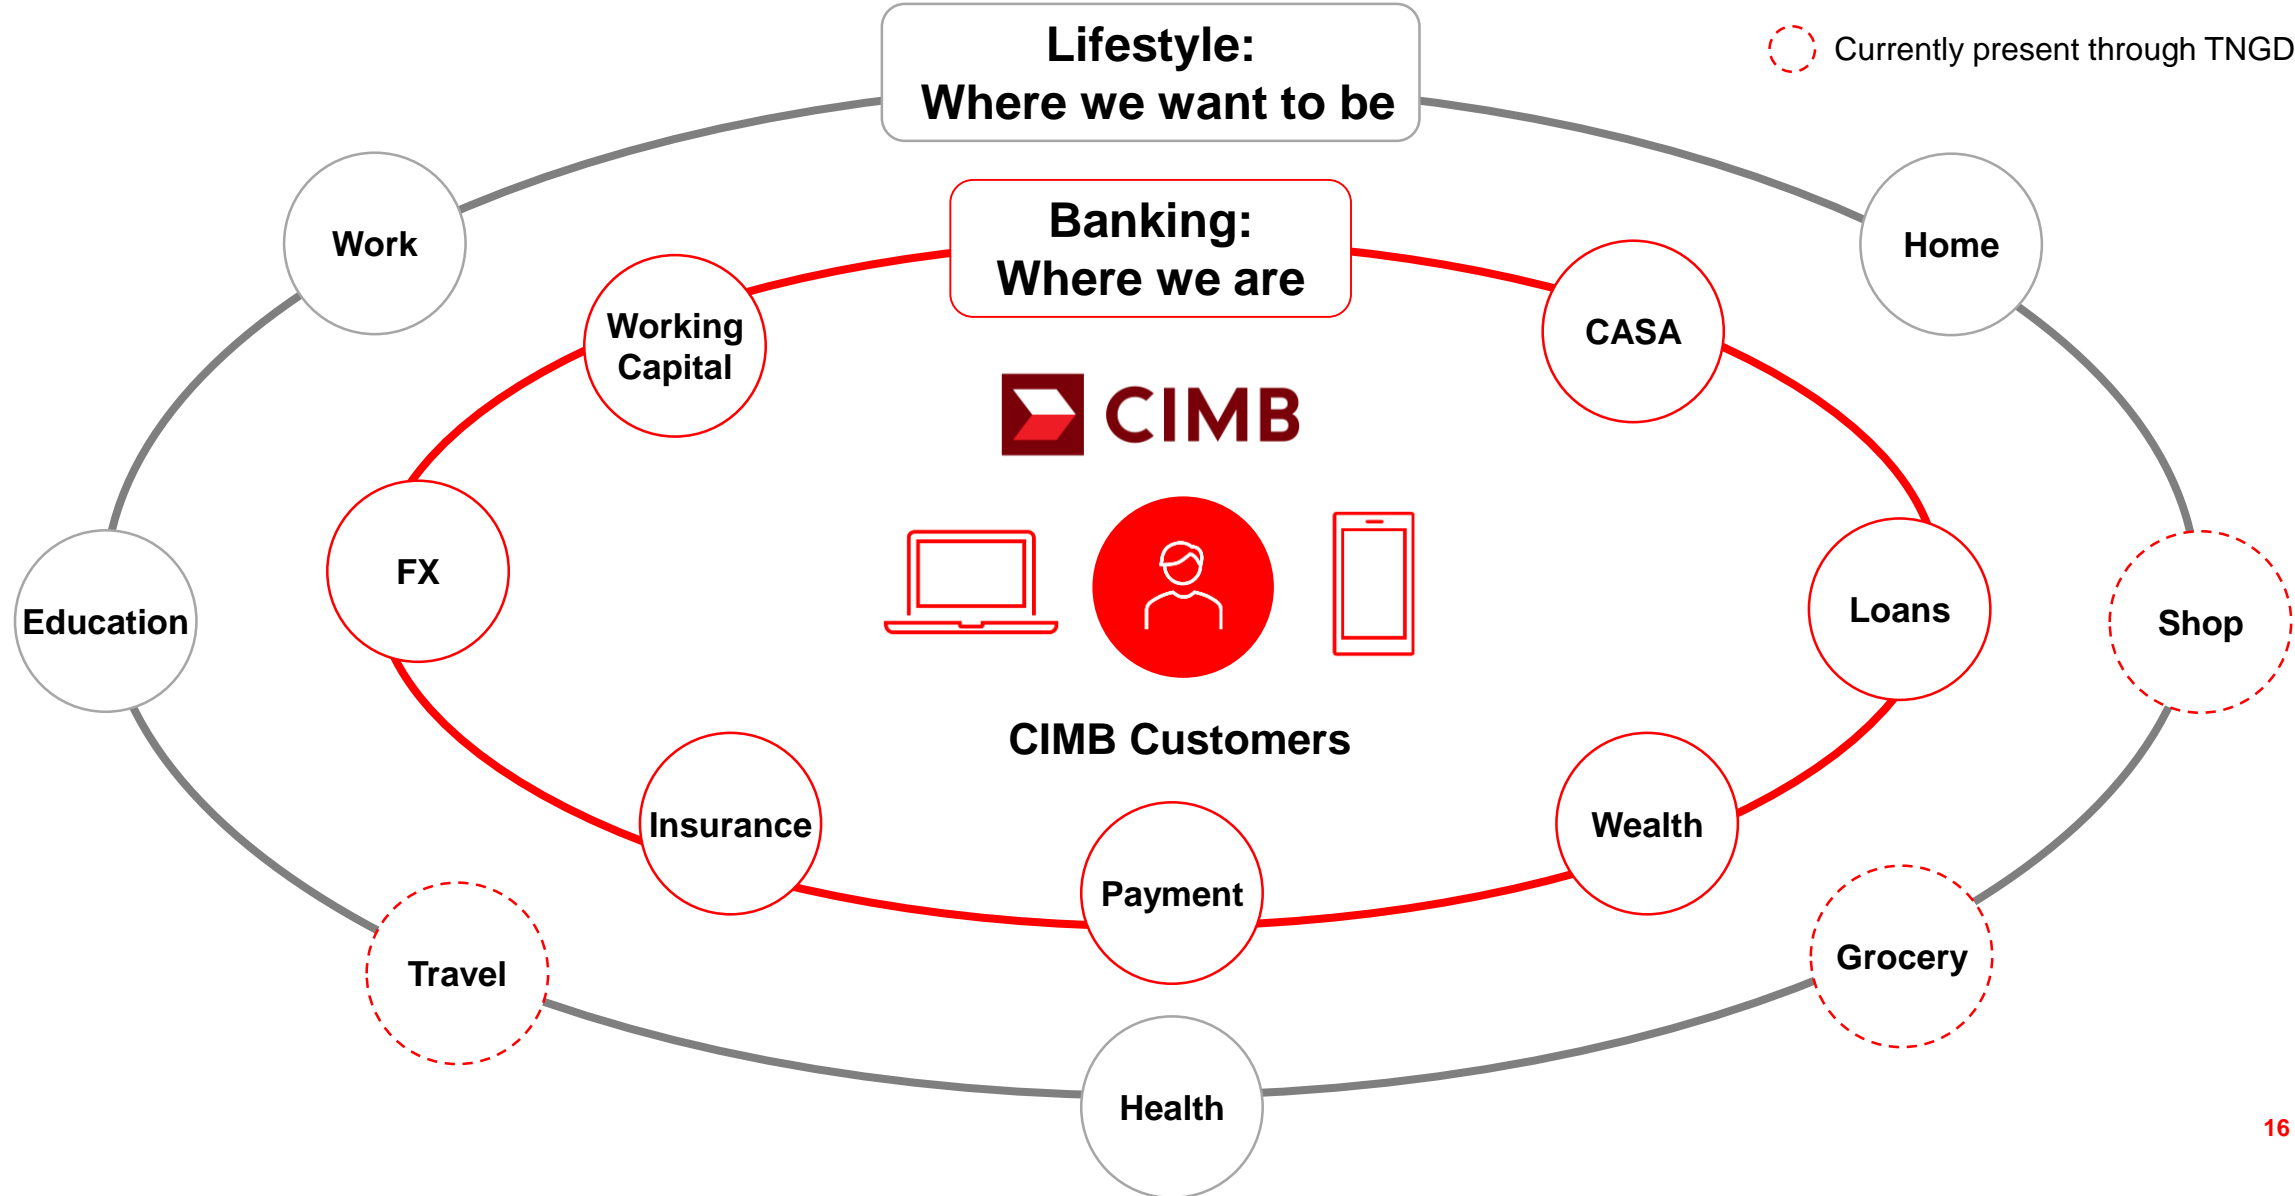 Lifestyle:
Where we want to be
Currently present through TNGD
Banking:
Where we are
Work
Home
Working
Capital
CASA
CIMB
FX
Loans
Education
Shop
CIMB Customers
Insurance
Wealth
Payment
Travel
Grocery
Health
16